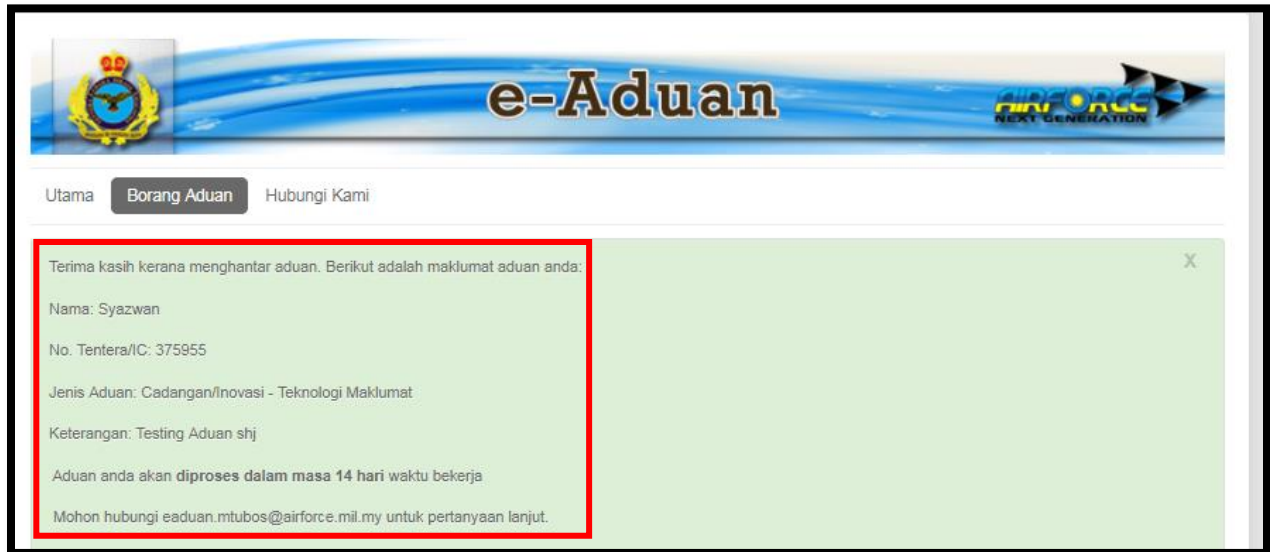 e-Aduan
AIRFORCE
NEXT GENERATION
Utama Borang Aduan Hubungi Kami
Terima kasih kerana menghantar aduan. Berikut adalah maklumat aduan anda:
X
Nama: Syazwan
No. Tentera/IC: 375955
Jenis Aduan: Cadangan/Inovasi - Teknologi Maklumat
Keterangan: Testing Aduan shj
Aduan anda akan diproses dalam masa 14 hari waktu bekerja
Mohon hubungi eaduan.mtubos@airforce.mil.my untuk pertanyaan lanjut.